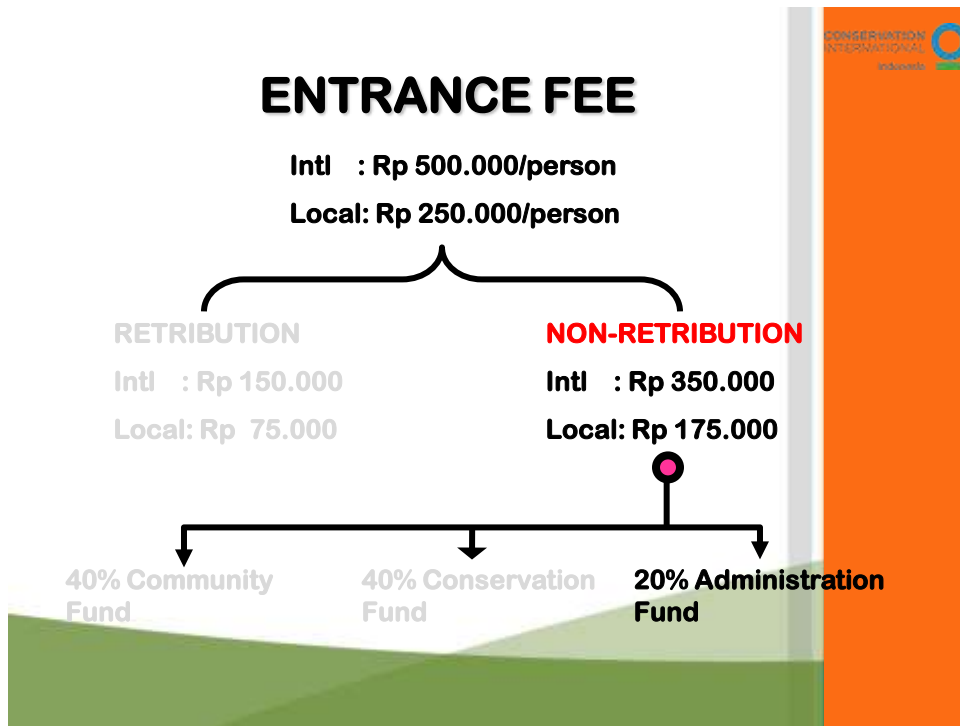 CONSERVATION
INTERNATIONAL
Indonesia
ENTRANCE FEE
Intl : Rp 500.000/person
Local: Rp 250.000/person
RETRIBUTION
Intl : Rp 150.000
Local: Rp 75.000
NON-RETRIBUTION
Intl : Rp 350.000
Local: Rp 175.000
40% Community
Fund
40% Conservation
Fund
20% Administration
Fund